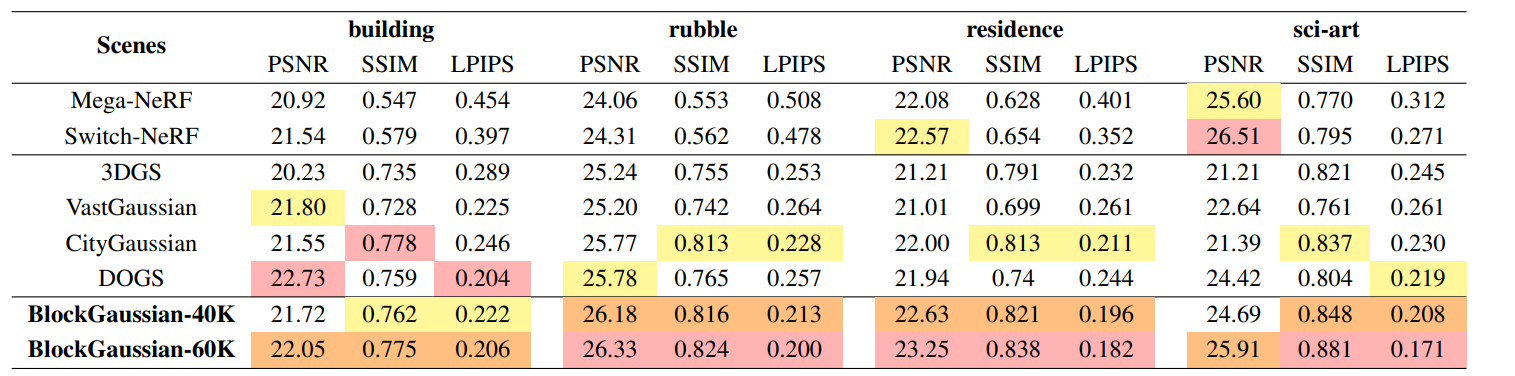 Scenes building rubble residence sci-art
PSNR SSIM LPIPS PSNR SSIM LPIPS PSNR SSIM LPIPS PSNR SSIM LPIPS
Mega-NeRF 20.92 0.547 0.454 24.06 0.553 0.508 22.08 0.628 0.401 25.60 0.770 0.312
Switch-NeRF 21.54 0.579 0.397 24.31 0.562 0.478 22.57 0.654 0.352 26.51 0.795 0.271
3DGS 20.23 0.735 0.289 25.24 0.755 0.253 21.21 0.791 0.232 21.21 0.821 0.245
VastGaussian 21.80 0.728 0.225 25.20 0.742 0.264 21.01 0.699 0.261 22.64 0.761 0.261
CityGaussian 21.55 0.778 0.246 25.77 0.813 0.228 22.00 0.813 0.211 21.39 0.837 0.230
DOGS 22.73 0.759 0.204 25.78 0.765 0.257 21.94 0.74 0.244 24.42 0.804 0.219
BlockGaussian-40K 21.72 0.762 0.222 26.18 0.816 0.213 22.63 0.821 0.196 24.69 0.848 0.208
BlockGaussian-60K 22.05 0.775 0.206 26.33 0.824 0.200 23.25 0.838 0.182 25.91 0.881 0.171